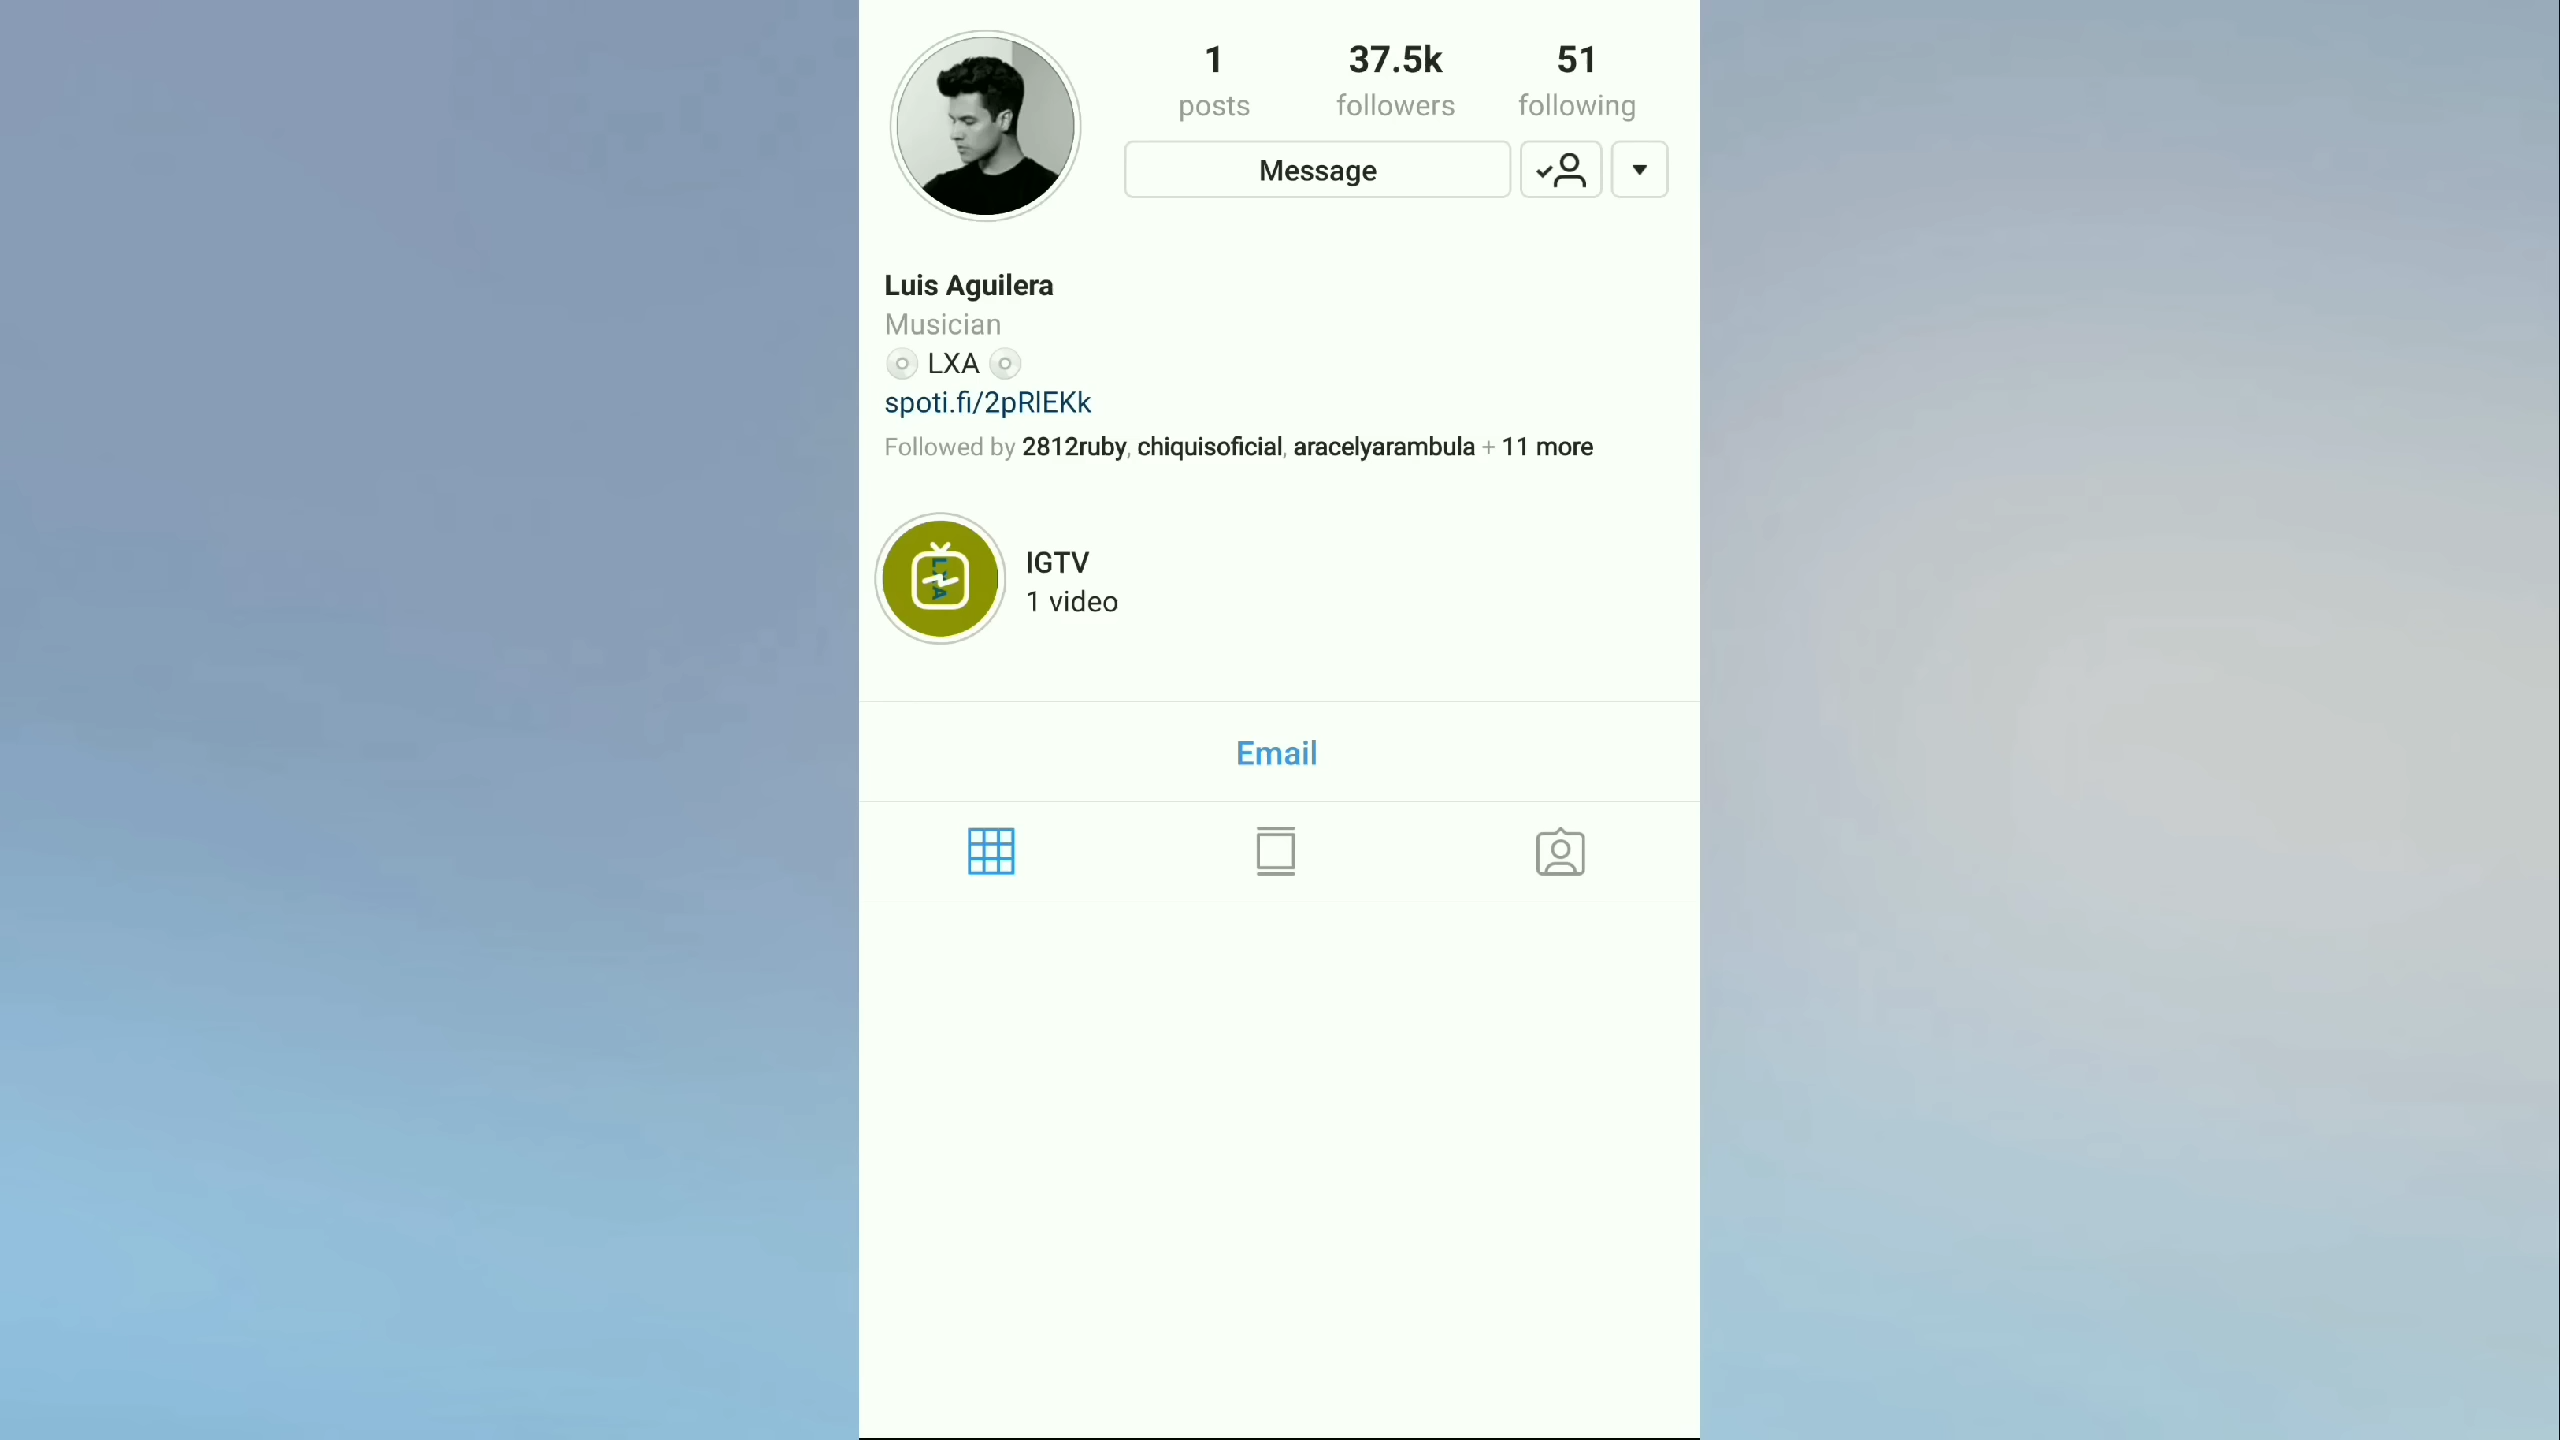 1 37.5k 51
posts followers following
Message
Luis Aguilera
Musician
LXA
spoti.fi/2pRlEKk
Followed by 2812ruby, chiquisoficial, aracelyarambula + 11 more
LXA
IGTV
1 video
Email